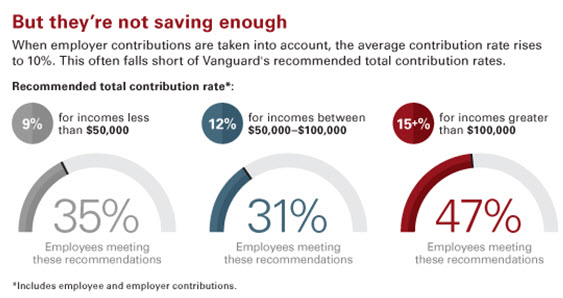 But they're not saving enough
When employer contributions are taken into account, the average contribution rate rises
to 10%. This often falls short of Vanguard's recommended total contribution rates.
Recommended total contribution rate*:
9% for incomes less
than $50,000
12% for incomes between
$50,000–$100,000
15+% for incomes greater
than $100,000
35%
Employees meeting
these recommendations
31%
Employees meeting
these recommendations
47%
Employees meeting
these recommendations
*Includes employee and employer contributions.